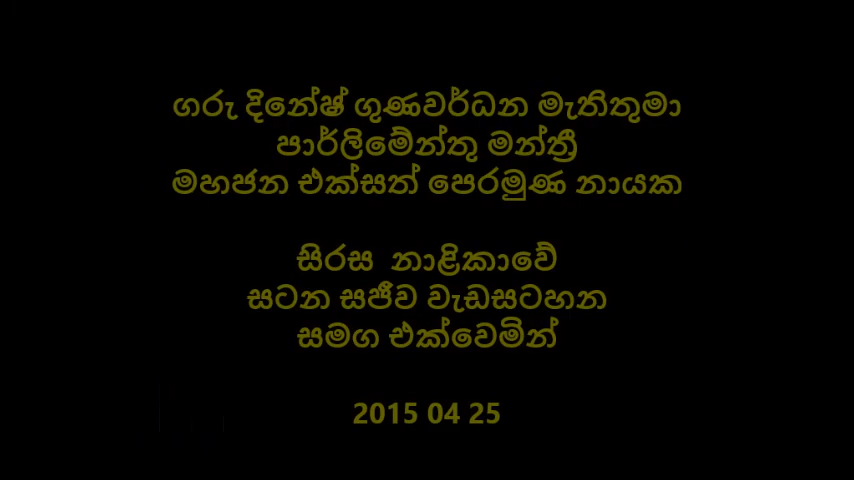 ගරු දිනේෂ් ගුණවර්ධන මැතිතුමා
පාර්ලිමේන්තු මන්ත්‍රී
මහජන එක්සත් පෙරමුණ නායක
සිරස නාළිකාවේ
සටන සජීව වැඩසටහන
සමග එක්වෙමින්
2015 04 25